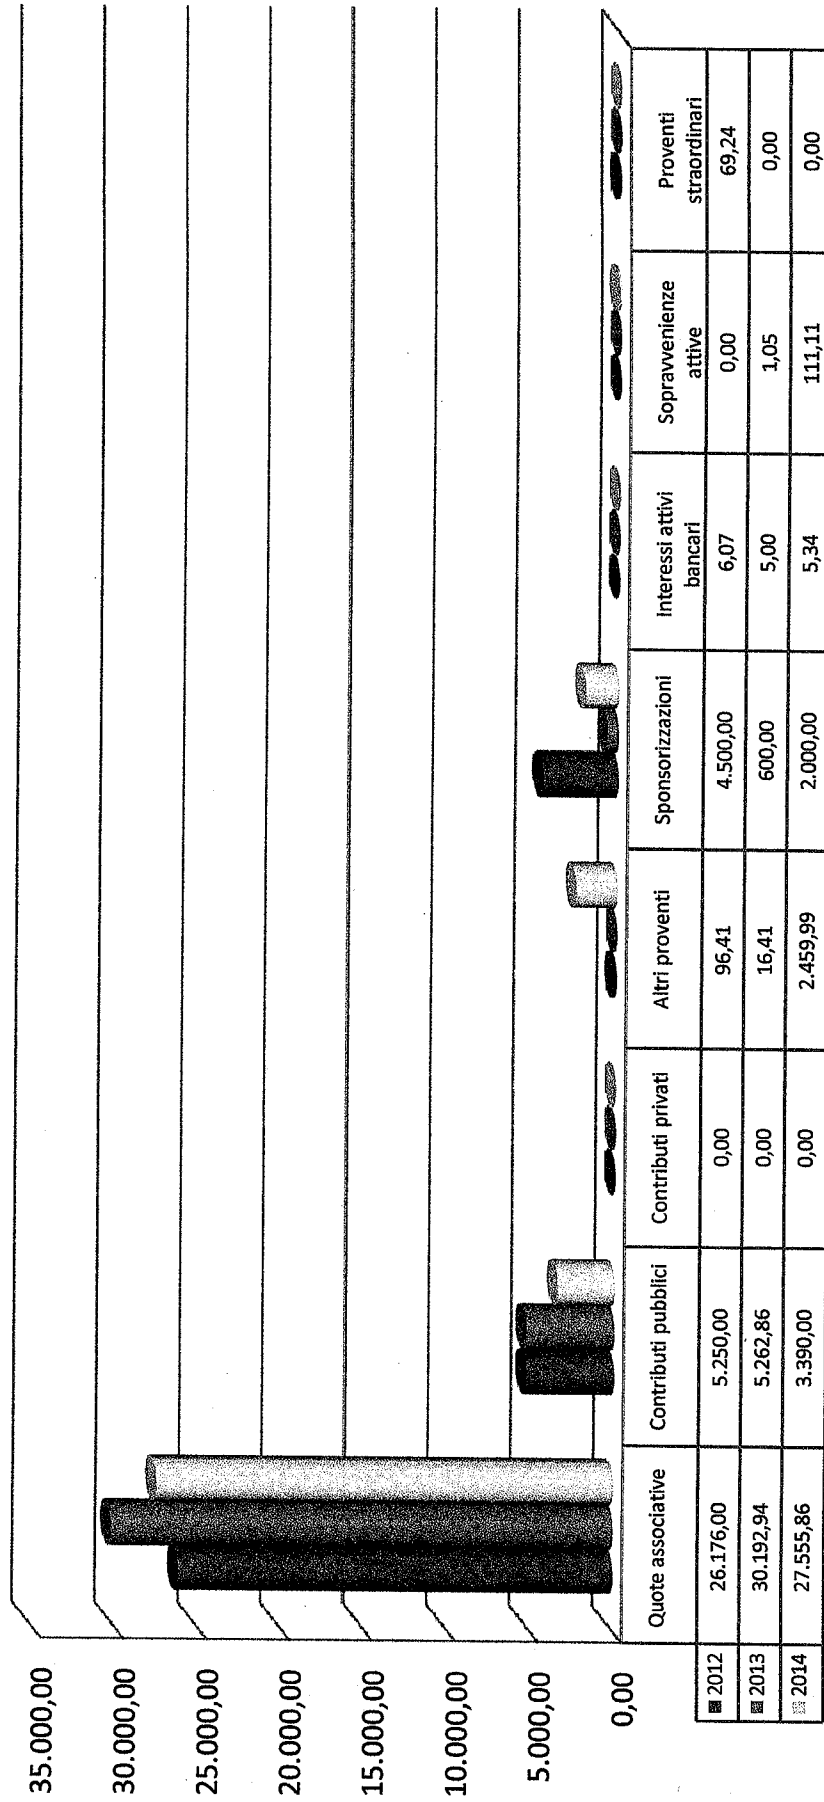 35.000,00
30.000,00
25.000,00
20.000,00
15.000,00
10.000,00
5.000,00
0,00
Quote associative Contributi pubblici Contributi privati Altri proventi Sponsorizzazioni Interessi attivi bancari Sopravvenienze attive Proventi straordinari
2012 26.176,00 5.250,00 0,00 96,41 4.500,00 6,07 0,00 69,24
2013 30.192,94 5.262,86 0,00 16,41 600,00 5,00 1,05 0,00
2014 27.555,86 3.390,00 0,00 2.459,99 2.000,00 5,34 111,11 0,00